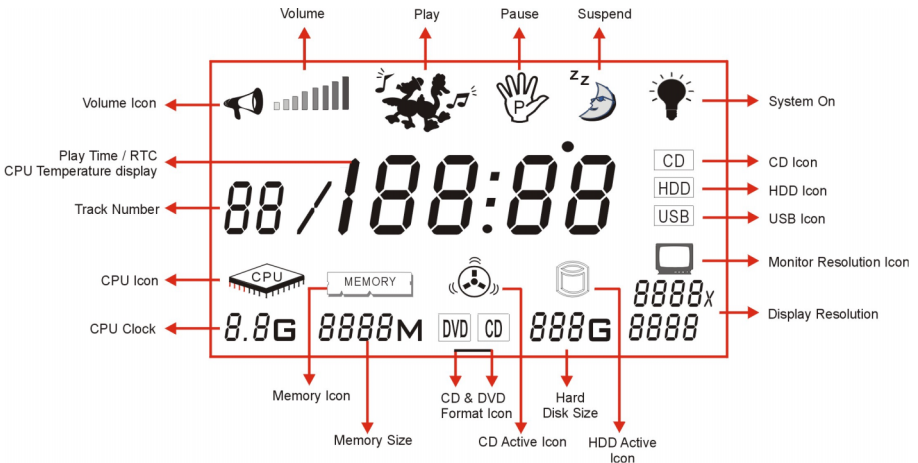 Volume
Play
Pause
Suspend
Volume Icon
zz
P
System On
Play Time / RTC
CPU Temperature display
188:88
CD
CD Icon
HDD
HDD Icon
Track Number
88 /
USB
USB Icon
CPU Icon
CPU
MEMORY
Monitor Resolution Icon
8888X
Display Resolution
CPU Clock
8.8G
8888M
DVD
CD
888G
8888
Memory Icon
CD & DVD
Format Icon
Hard
Disk Size
Memory Size
CD Active Icon
HDD Active
Icon